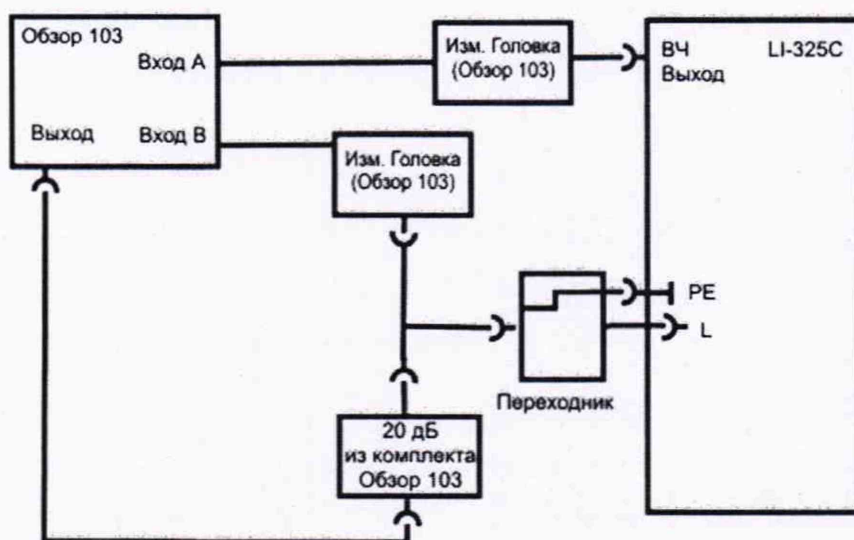 Обзор 103
Вход А
Выход
Вход В
Изм. Головка
(Обзор 103)
Изм. Головка
(Обзор 103)
ВЧ
Выход
LI-325C
PE
L
Переходник
20 дБ
из комплекта
Обзор 103